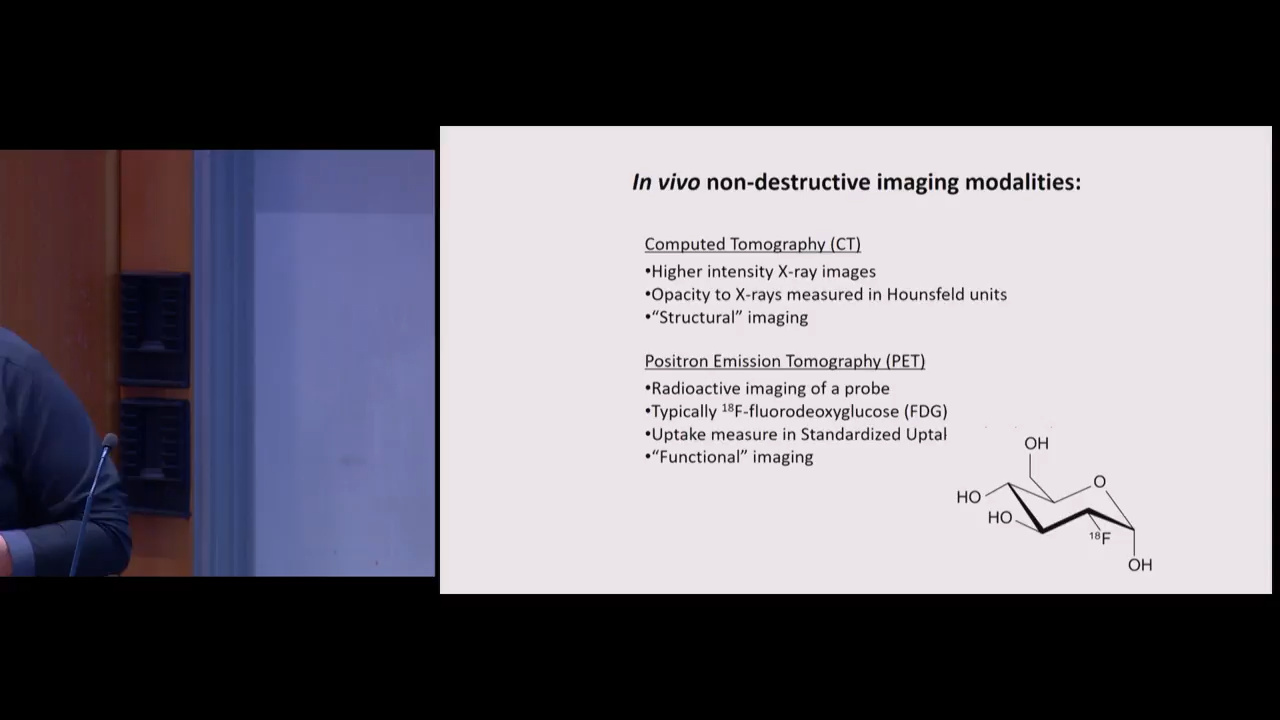 In vivo non-destructive imaging modalities:
Computed Tomography (CT)
•Higher intensity X-ray images
•Opacity to X-rays measured in Hounsfeld units
•“Structural” imaging
Positron Emission Tomography (PET)
•Radioactive imaging of a probe
•Typically ¹⁸F-fluorodeoxyglucose (FDG)
•Uptake measure in Standardized Uptal
•“Functional” imaging
OH
O
HO
HO
¹⁸F
OH